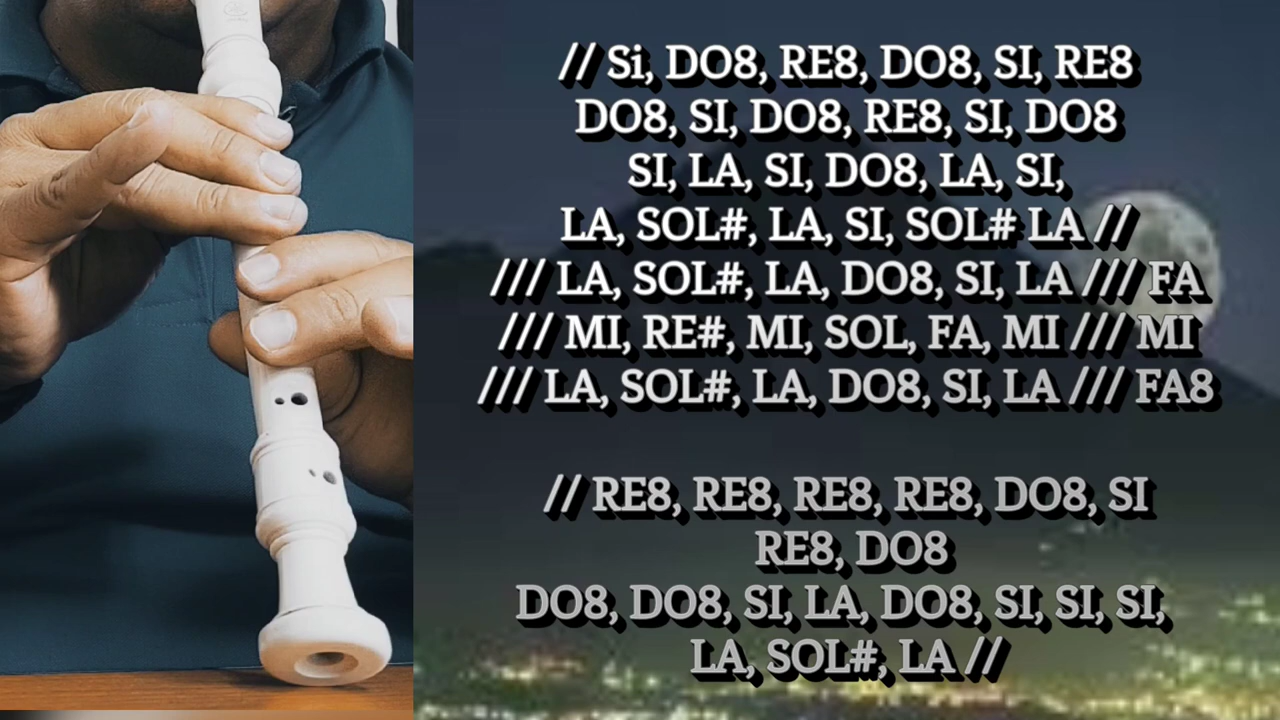 // Si, DO8, RE8, DO8, SI, RE8
DO8, SI, DO8, RE8, SI, DO8
SI, LA, SI, DO8, LA, SI,
LA, SOL#, LA, SI, SOL# LA //
/// LA, SOL#, LA, DO8, SI, LA /// FA
/// MI, RE#, MI, SOL, FA, MI /// MI
/// LA, SOL#, LA, DO8, SI, LA /// FA8
// RE8, RE8, RE8, RE8, DO8, SI
RE8, DO8
DO8, DO8, SI, LA, DO8, SI, SI, SI,
LA, SOL#, LA //